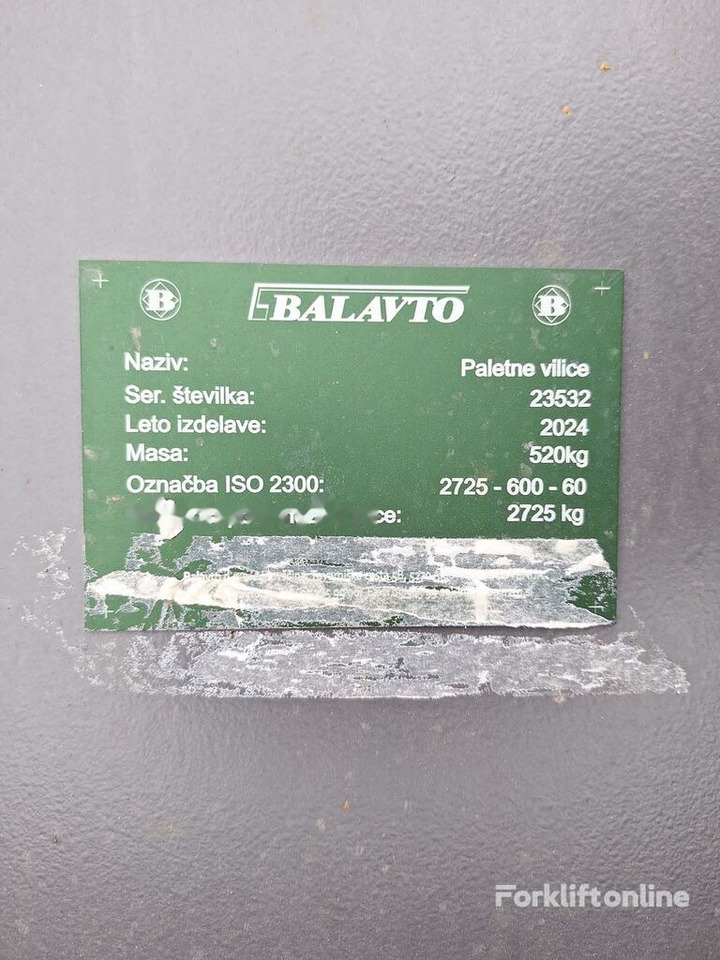 B BALAVTO B
Naziv: Paletne vilice
Ser. številka: 23532
Leto izdelave: 2024
Masa: 520kg
Označba ISO 2300: 2725 - 600 - 60
2725 kg
Forkliftonline